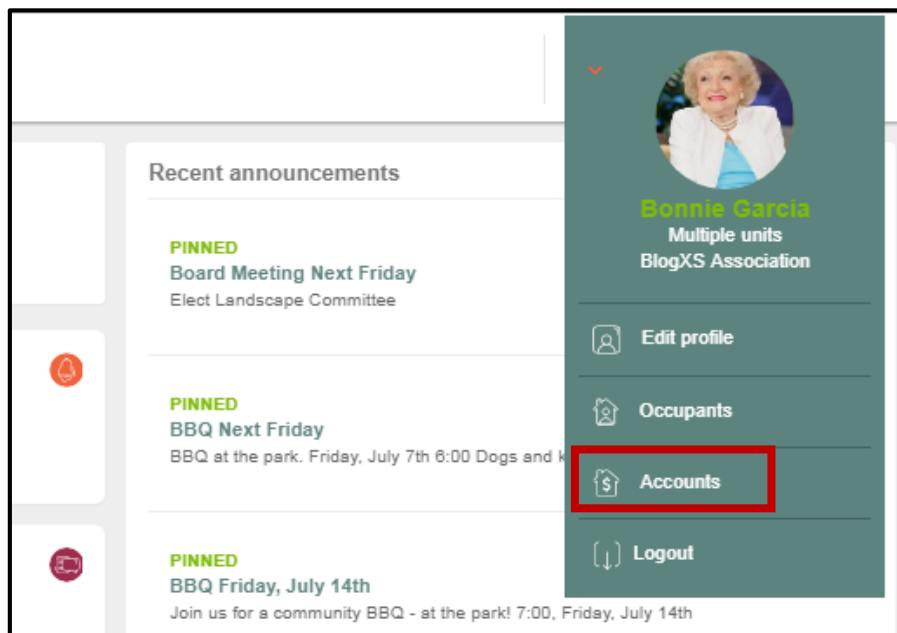 Recent announcements
PINNED
Board Meeting Next Friday
Elect Landscape Committee
PINNED
BBQ Next Friday
BBQ at the park. Friday, July 7th 6:00 Dogs and
PINNED
BBQ Friday, July 14th
Join us for a community BBQ - at the park! 7:00, Friday, July 14th
Bonnie Garcia
Multiple units
BlogXS Association
Edit profile
Occupants
Accounts
Logout